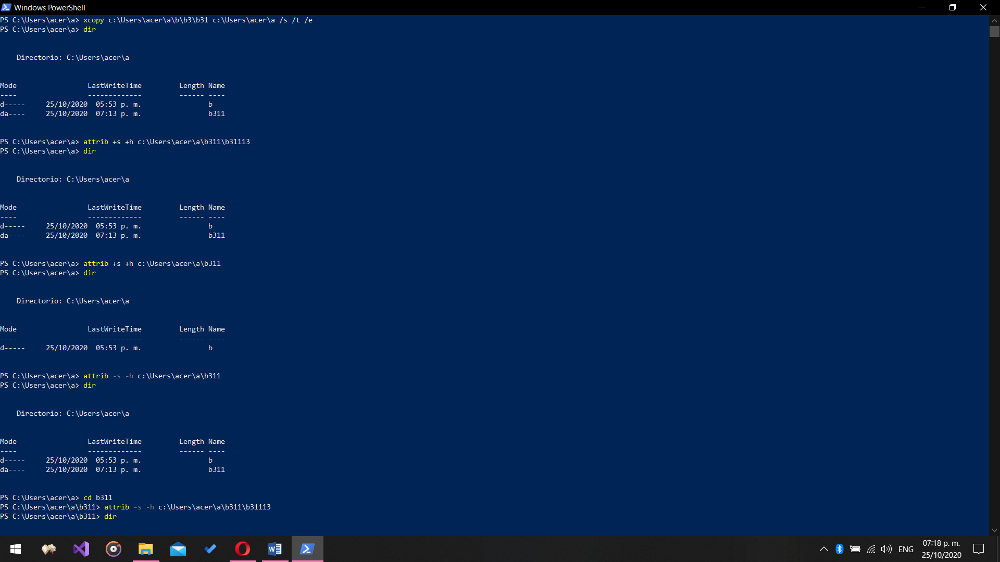 Windows PowerShell
PS C:\Users\acer\a> xcopy c:\Users\acer\a\b\b3\b31 c:\Users\acer\a /s /t /e
PS C:\Users\acer\a> dir
Directorio: C:\Users\acer\a
Mode LastWriteTime Length Name
---- ------------- ------ ----
d----- 25/10/2020 05:53 p. m. b
da---- 25/10/2020 07:13 p. m. b311
PS C:\Users\acer\a> attrib +s +h c:\Users\acer\a\b311\b31113
PS C:\Users\acer\a> dir
Directorio: C:\Users\acer\a
Mode LastWriteTime Length Name
---- ------------- ------ ----
d----- 25/10/2020 05:53 p. m. b
da---- 25/10/2020 07:13 p. m. b311
PS C:\Users\acer\a> attrib +s +h c:\Users\acer\a\b311
PS C:\Users\acer\a> dir
Directorio: C:\Users\acer\a
Mode LastWriteTime Length Name
---- ------------- ------ ----
d----- 25/10/2020 05:53 p. m. b
PS C:\Users\acer\a> attrib -s -h c:\Users\acer\a\b311
PS C:\Users\acer\a> dir
Directorio: C:\Users\acer\a
Mode LastWriteTime Length Name
---- ------------- ------ ----
d----- 25/10/2020 05:53 p. m. b
da---- 25/10/2020 07:13 p. m. b311
PS C:\Users\acer\a> cd b311
PS C:\Users\acer\a\b311> attrib -s -h c:\Users\acer\a\b311\b31113
PS C:\Users\acer\a\b311> dir
ENG
07:18 p. m.
25/10/2020